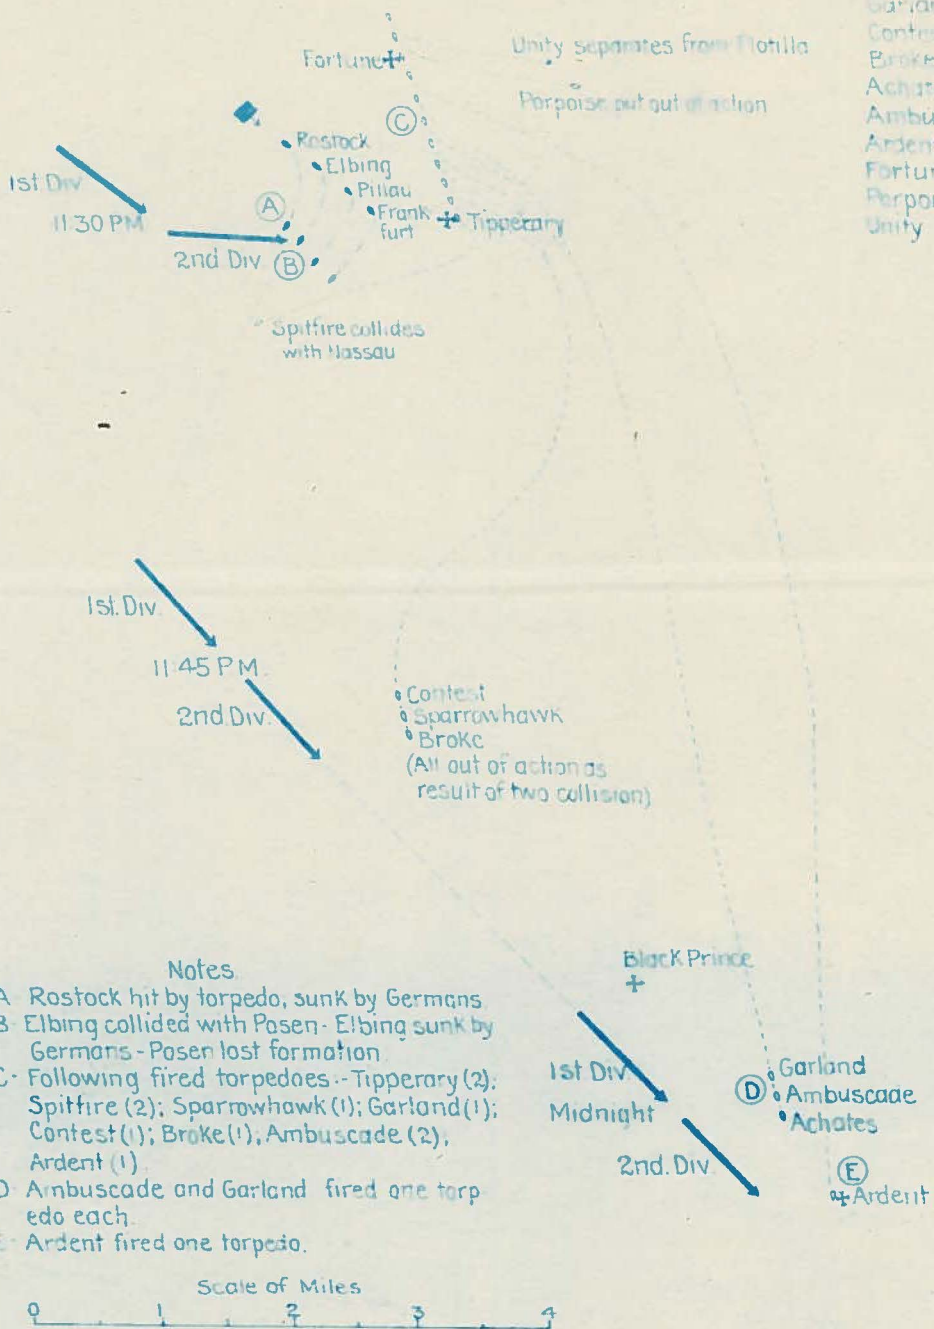 Fortune
Unity separates from Flotilla
Porpoise put out of action
Broke
Ardent
Unity
C
Rostock
Elbing
Pillau
Frank
furt
Tipperary
1st Div
11 30 PM
2nd Div
A
B
Spitfire collides
with Nassau
1st. Div.
11 45 P M.
2nd. Div.
Contest
Sparrowhawk
Broke
(All out of action as
result of two collision)
Black Prince
1st Div
Midnight
2nd. Div.
D
Garland
Ambuscade
Achates
E
Ardent
Notes
A Rostock hit by torpedo, sunk by Germans
B Elbing collided with Posen - Elbing sunk by
Germans - Posen lost formation
C- Following fired torpedoes.- Tipperary (2);
Spitfire (2); Sparrowhawk (1); Garland (1);
Contest (1); Broke (1); Ambuscade (2);
Ardent (1)
D Ambuscade and Garland fired one torp
edo each.
Ardent fired one torpedo.
Scale of Miles
0 1 2 3 4